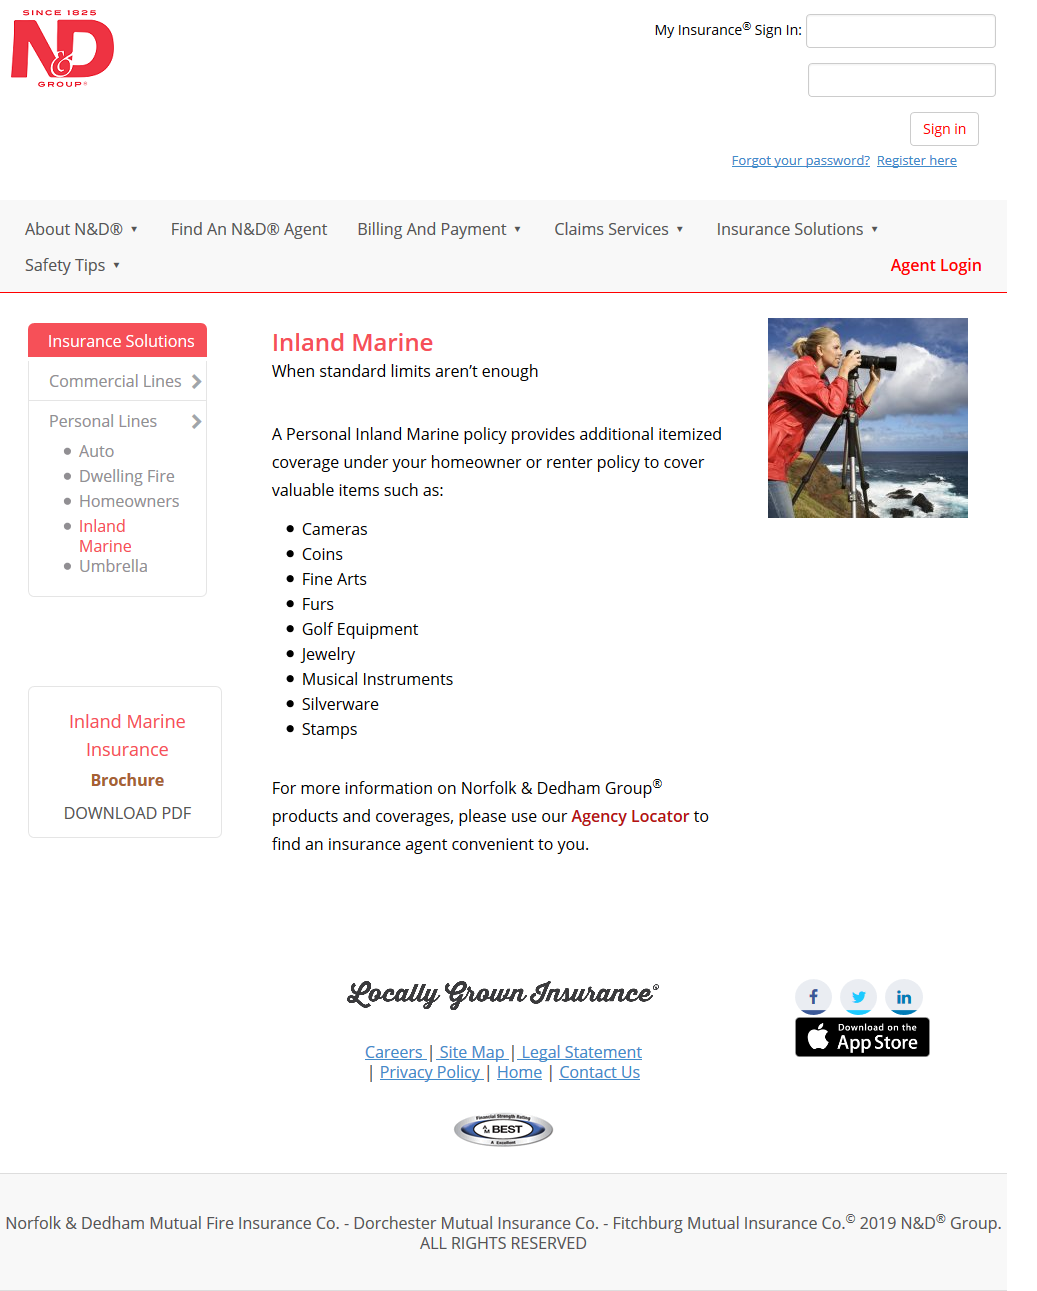 SINCE 1825
N&D
GROUP®
My Insurance® Sign In:
Sign in
Forgot your password? Register here
About N&D® ▼ Find An N&D® Agent Billing And Payment ▼ Claims Services ▼ Insurance Solutions ▼
Safety Tips ▼ Agent Login
Insurance Solutions
Commercial Lines
Personal Lines
Auto
Dwelling Fire
Homeowners
Inland
Marine
Umbrella
Inland Marine
Insurance
Brochure
DOWNLOAD PDF
Inland Marine
When standard limits aren’t enough
A Personal Inland Marine policy provides additional itemized
coverage under your homeowner or renter policy to cover
valuable items such as:
Cameras
Coins
Fine Arts
Furs
Golf Equipment
Jewelry
Musical Instruments
Silverware
Stamps
For more information on Norfolk & Dedham Group®
products and coverages, please use our Agency Locator to
find an insurance agent convenient to you.
Locally Grown Insurance®
Careers | Site Map | Legal Statement
| Privacy Policy | Home | Contact Us
Download on the
App Store
Financial Strength Rating
AM BEST
A Excellent
Norfolk & Dedham Mutual Fire Insurance Co. - Dorchester Mutual Insurance Co. - Fitchburg Mutual Insurance Co.© 2019 N&D® Group.
ALL RIGHTS RESERVED